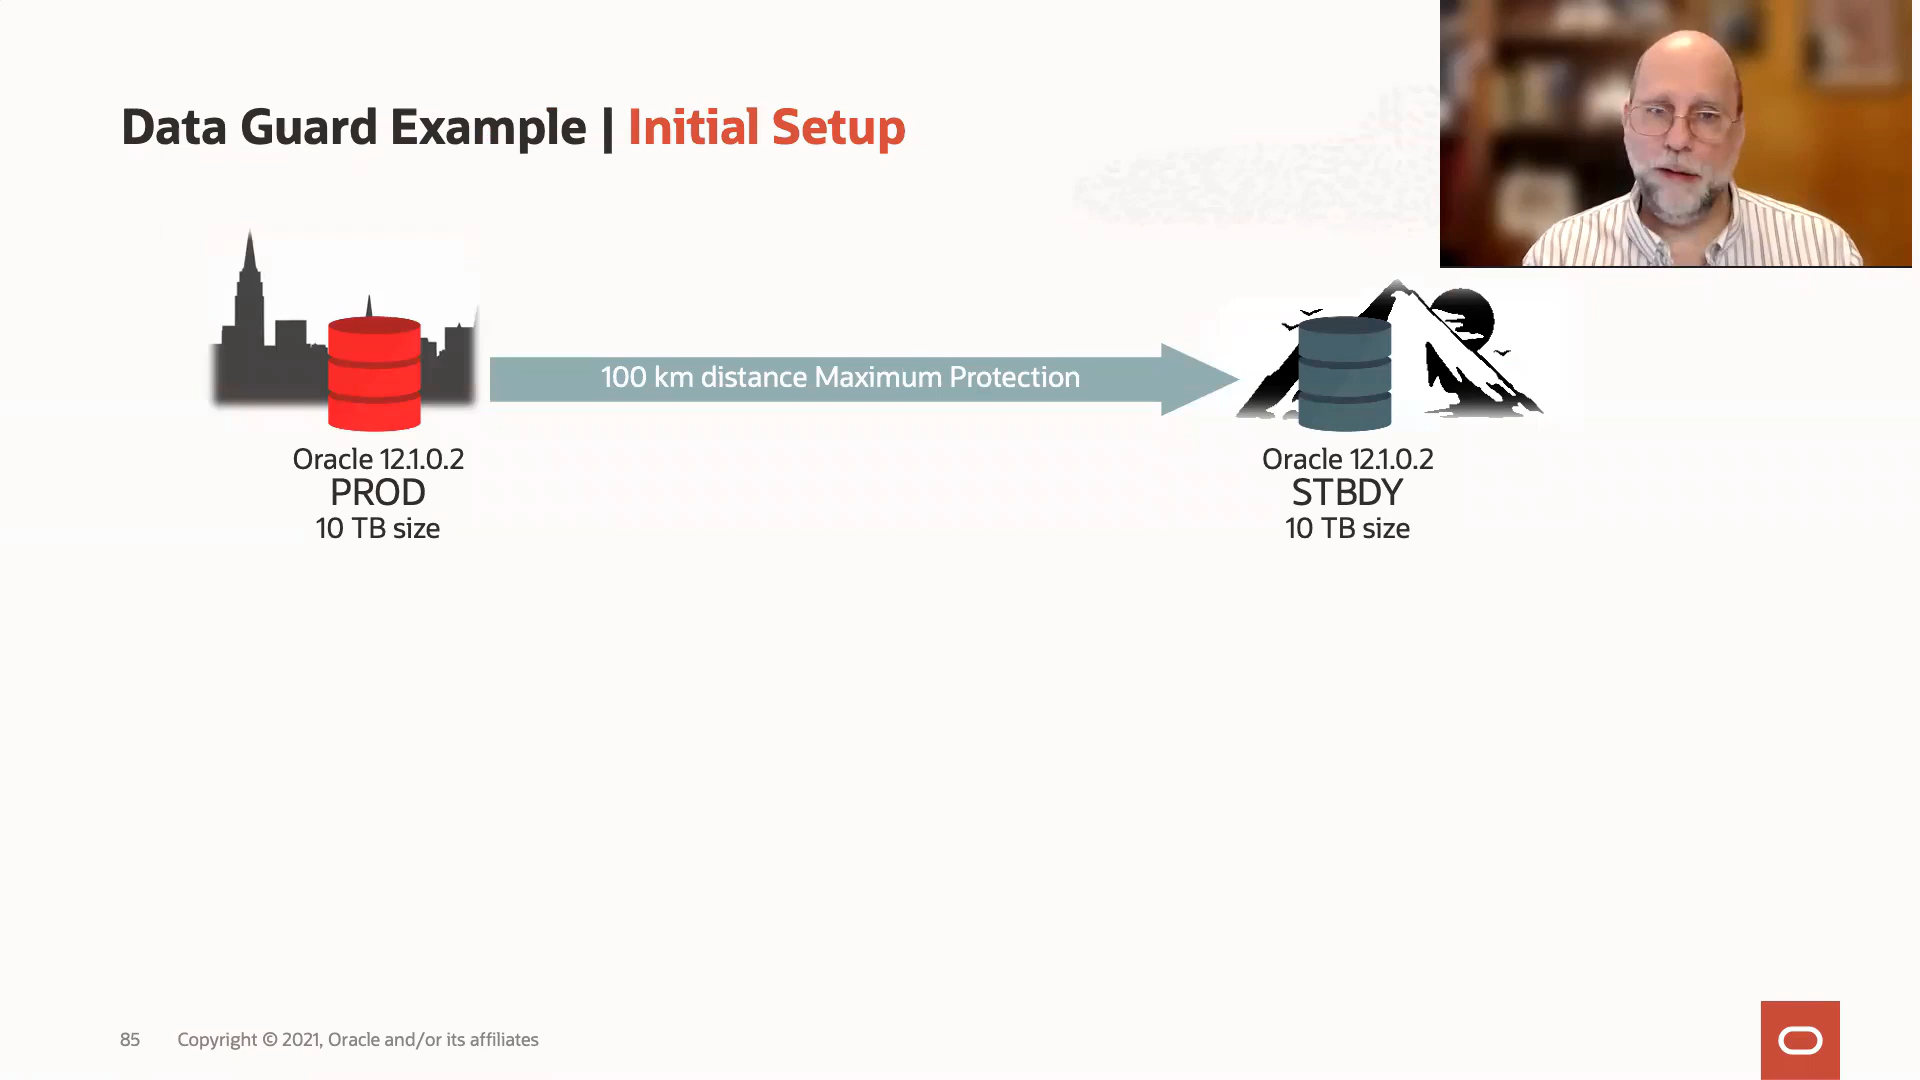 Data Guard Example | Initial Setup
100 km distance Maximum Protection
Oracle 12.1.0.2
PROD
10 TB size
Oracle 12.1.0.2
STBDY
10 TB size
85 Copyright © 2021, Oracle and/or its affiliates